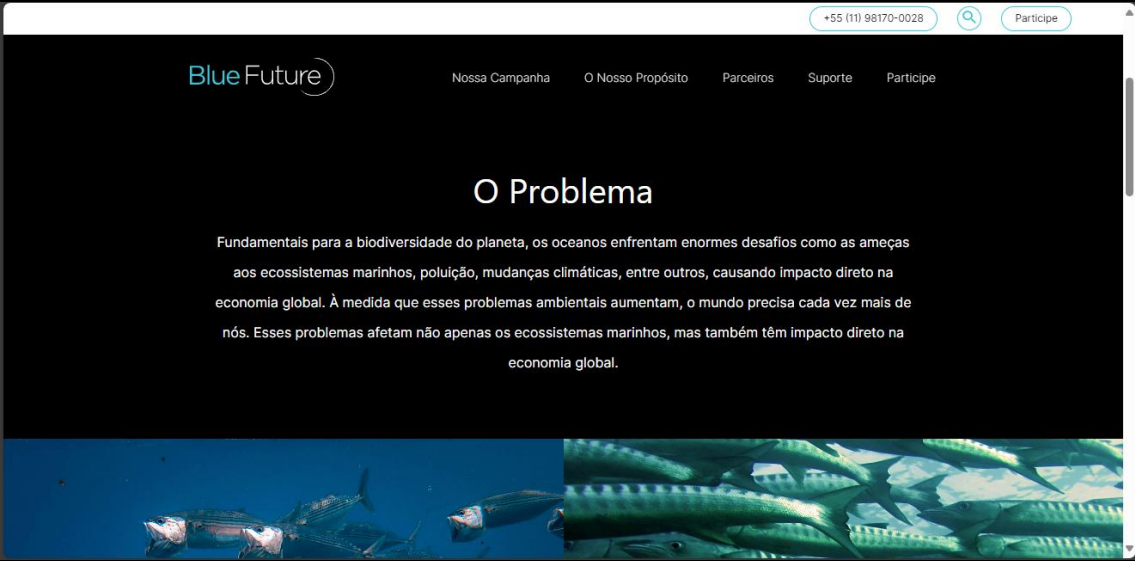 +55 (11) 98170-0028
Participe
Blue Future
Nossa Campanha
O Nosso Propósito
Parceiros
Suporte
Participe
O Problema
Fundamentais para a biodiversidade do planeta, os oceanos enfrentam enormes desafios como as ameças
aos ecossistemas marinhos, poluição, mudanças climáticas, entre outros, causando impacto direto na
economia global. À medida que esses problemas ambientais aumentam, o mundo precisa cada vez mais de
nós. Esses problemas afetam não apenas os ecossistemas marinhos, mas também têm impacto direto na
economia global.